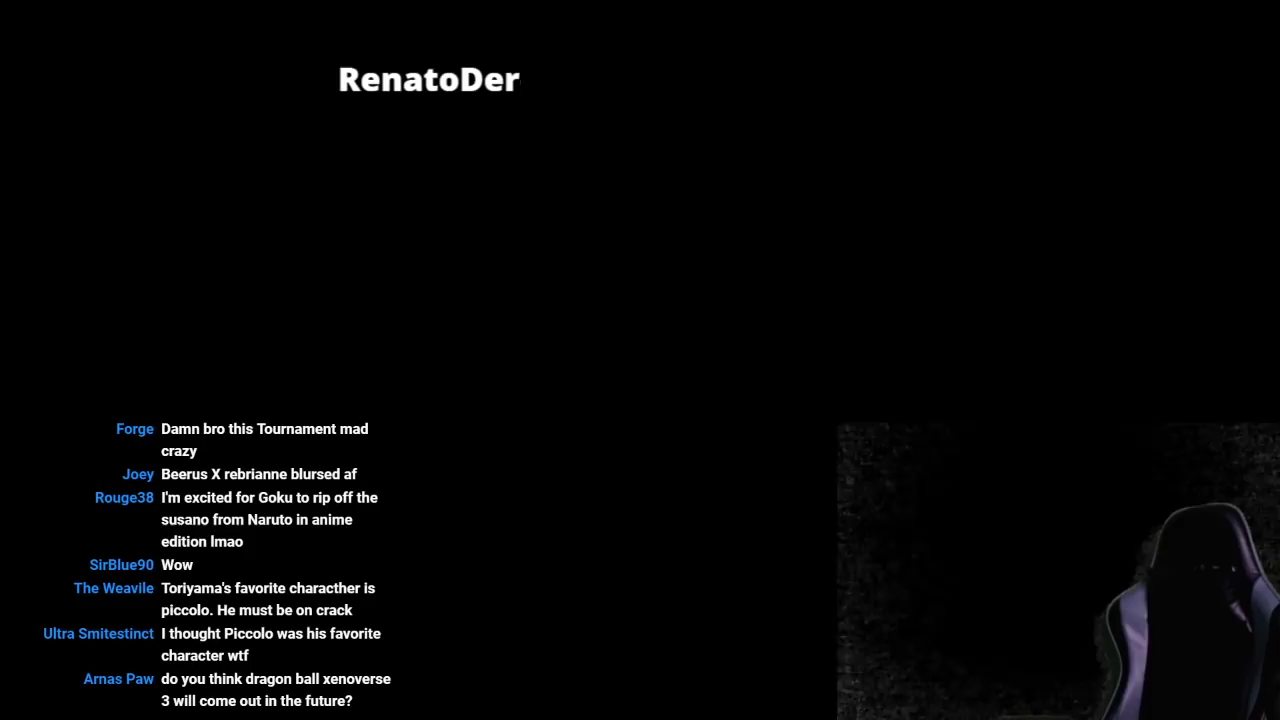 RenatoDer
Forge Damn bro this Tournament mad
crazy
Joey Beerus X rebrianne blursed af
Rouge38 I'm excited for Goku to rip off the
susano from Naruto in anime
edition lmao
SirBlue90 Wow
The Weavile Toriyama's favorite characther is
piccolo. He must be on crack
Ultra Smitestinct I thought Piccolo was his favorite
character wtf
Arnas Paw do you think dragon ball xenoverse
3 will come out in the future?